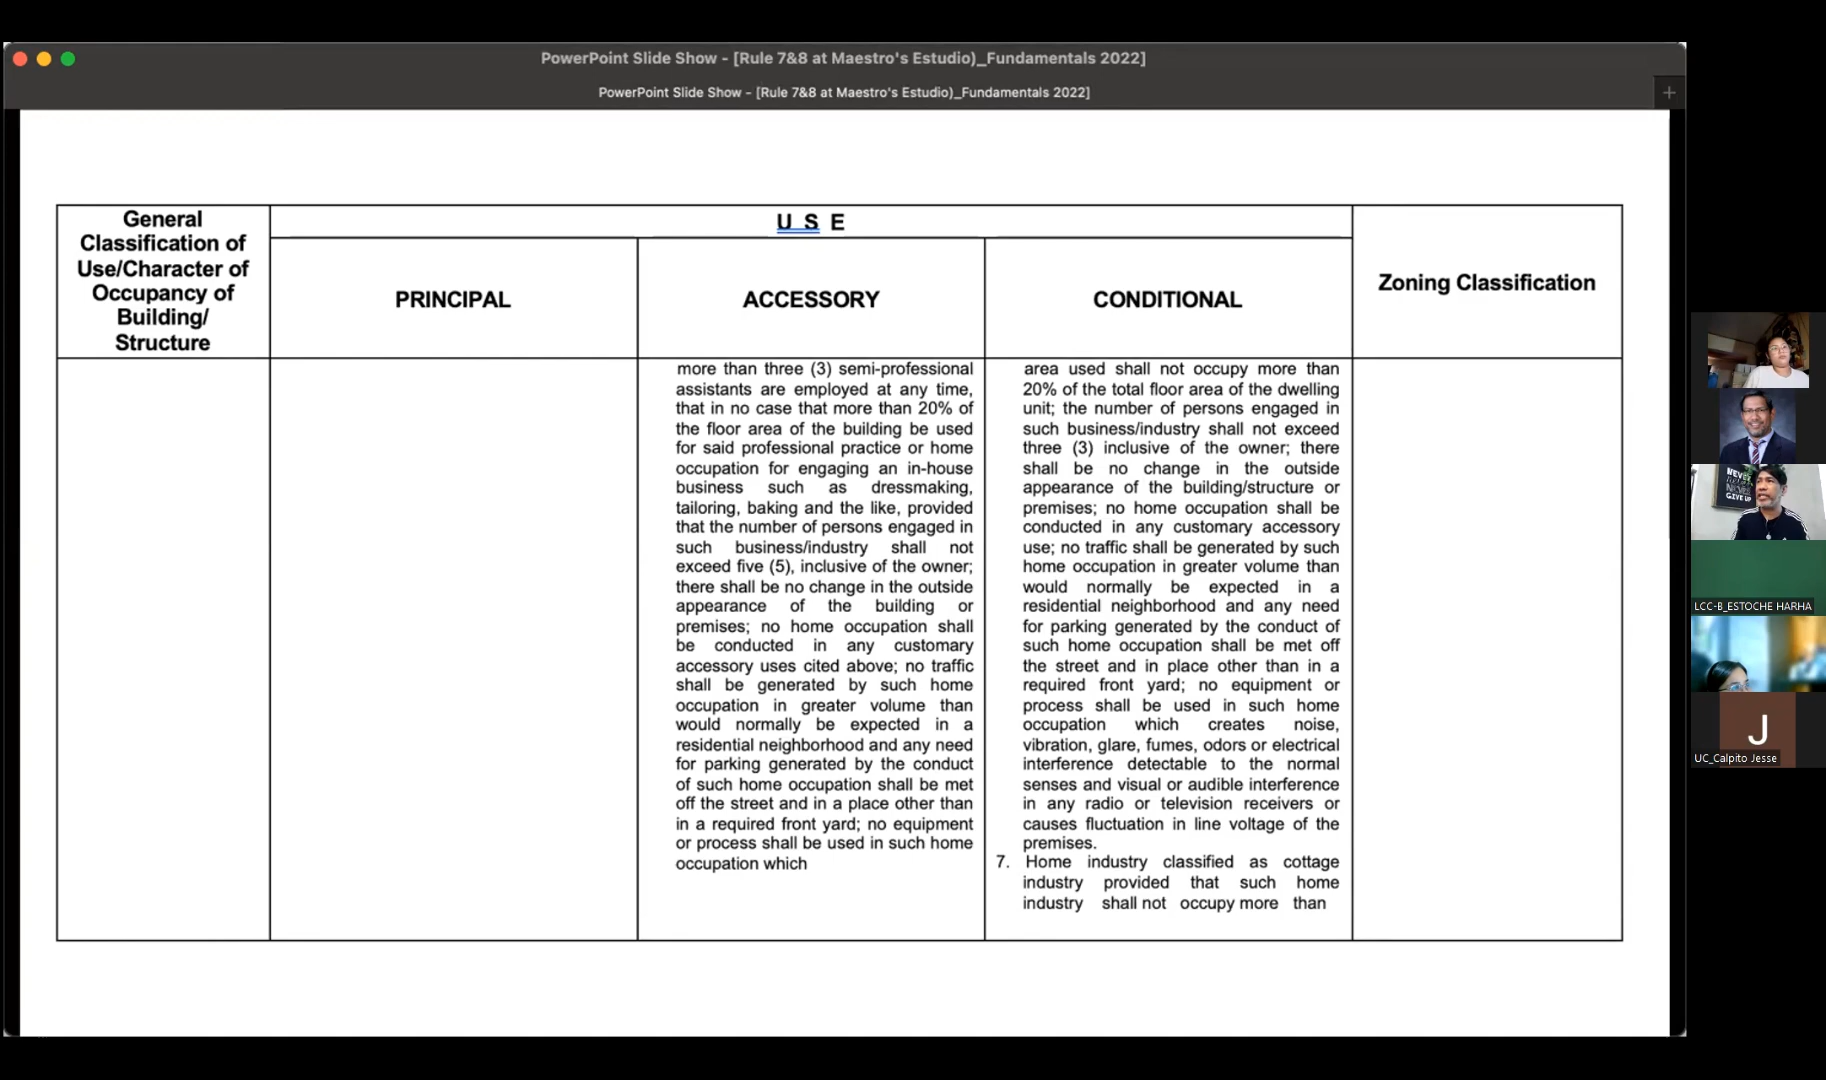 PowerPoint Slide Show - [Rule 7&8 at Maestro's Estudio)_Fundamentals 2022]
PowerPoint Slide Show - [Rule 7&8 at Maestro's Estudio)_Fundamentals 2022]
General
Classification of
Use/Character of
Occupancy of
Building/
Structure
U S E
PRINCIPAL
ACCESSORY
CONDITIONAL
Zoning Classification
more than three (3) semi-professional
assistants are employed at any time,
that in no case that more than 20% of
the floor area of the building be used
for said professional practice or home
occupation for engaging an in-house
business such as dressmaking,
tailoring, baking and the like, provided
that the number of persons engaged in
such business/industry shall not
exceed five (5), inclusive of the owner;
there shall be no change in the outside
appearance of the building or
premises; no home occupation shall
be conducted in any customary
accessory uses cited above; no traffic
shall be generated by such home
occupation in greater volume than
would normally be expected in a
residential neighborhood and any need
for parking generated by the conduct
of such home occupation shall be met
off the street and in a place other than
in a required front yard; no equipment
or process shall be used in such home
occupation which
area used shall not occupy more than
20% of the total floor area of the dwelling
unit; the number of persons engaged in
such business/industry shall not exceed
three (3) inclusive of the owner; there
shall be no change in the outside
appearance of the building/structure or
premises; no home occupation shall be
conducted in any customary accessory
use; no traffic shall be generated by such
home occupation in greater volume than
would normally be expected in a
residential neighborhood and any need
for parking generated by the conduct of
such home occupation shall be met off
the street and in place other than in a
required front yard; no equipment or
process shall be used in such home
occupation which creates noise,
vibration, glare, fumes, odors or electrical
interference detectable to the normal
senses and visual or audible interference
in any radio or television receivers or
causes fluctuation in line voltage of the
premises.
7. Home industry classified as cottage
industry provided that such home
industry shall not occupy more than
NEVER
NEVER
GIVE UP
LCC-B_ESTOCHE HARHA
J
UC_Calpito Jesse